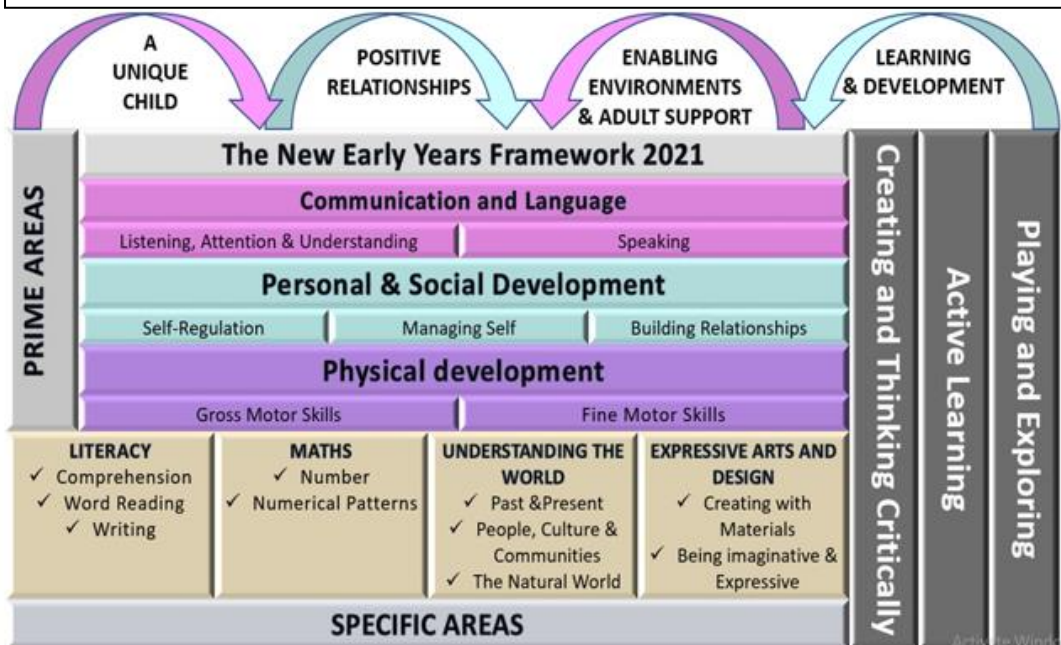 A
UNIQUE
CHILD
POSITIVE
RELATIONSHIPS
ENABLING
ENVIRONMENTS
& ADULT SUPPORT
LEARNING
& DEVELOPMENT
PRIME AREAS
The New Early Years Framework 2021
Communication and Language
Listening, Attention & Understanding
Speaking
Personal & Social Development
Self-Regulation
Managing Self
Building Relationships
Physical development
Gross Motor Skills
Fine Motor Skills
LITERACY
✓ Comprehension
✓ Word Reading
✓ Writing
MATHS
✓ Number
✓ Numerical Patterns
UNDERSTANDING THE
WORLD
✓ Past &Present
✓ People, Culture &
Communities
✓ The Natural World
EXPRESSIVE ARTS AND
DESIGN
✓ Creating with
Materials
✓ Being imaginative &
Expressive
SPECIFIC AREAS
Creating and Thinking Critically
Active Learning
Playing and Exploring